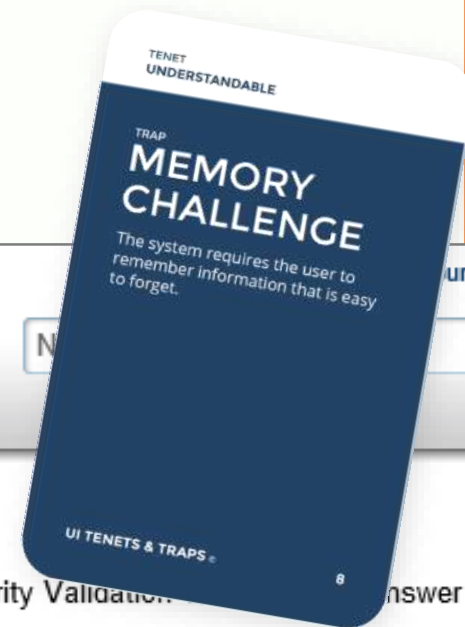 TENET
UNDERSTANDABLE
TRAP
MEMORY
CHALLENGE
The system requires the user to
remember information that is easy
to forget.
UI TENETS & TRAPS ©
8
Validation